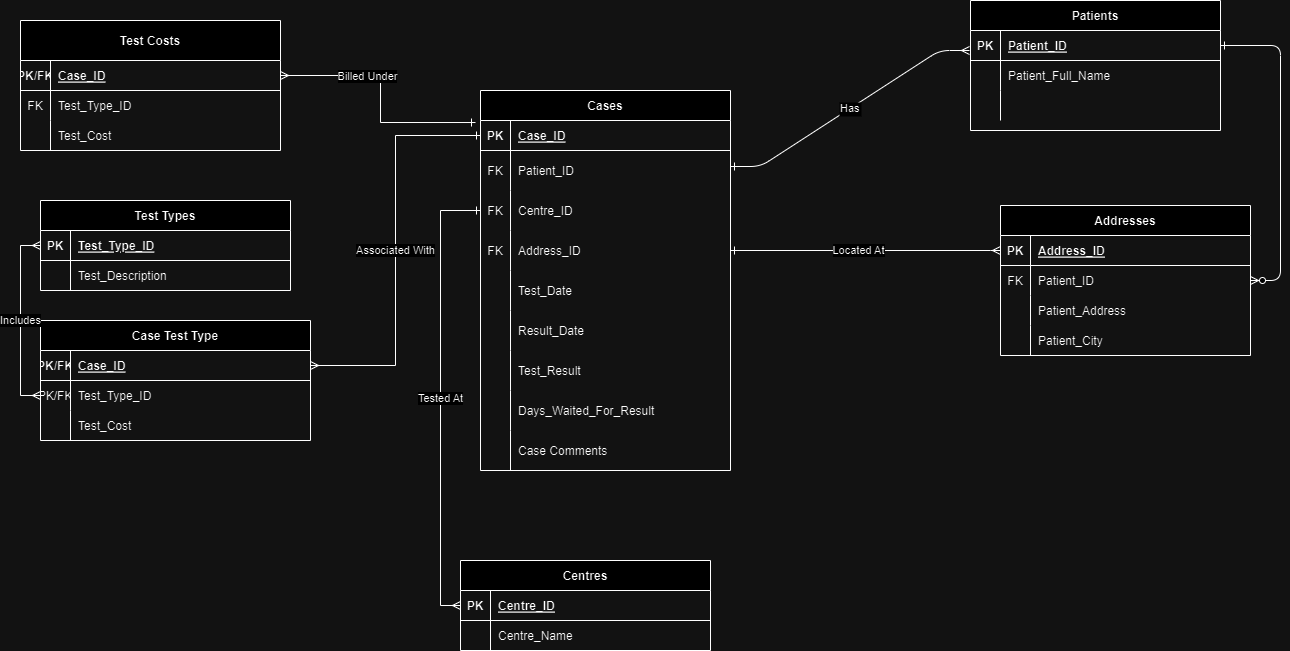 Test Costs
PK/FK Case_ID
FK Test_Type_ID
Test_Cost
Billed Under
Test Types
PK Test_Type_ID
Test_Description
Includes
Case Test Type
PK/FK Case_ID
PK/FK Test_Type_ID
Test_Cost
Associated With
Cases
PK Case_ID
FK Patient_ID
FK Centre_ID
FK Address_ID
Test_Date
Result_Date
Test_Result
Days_Waited_For_Result
Case Comments
Tested At
Centres
PK Centre_ID
Centre_Name
Has
Patients
PK Patient_ID
Patient_Full_Name
Located At
Addresses
PK Address_ID
FK Patient_ID
Patient_Address
Patient_City